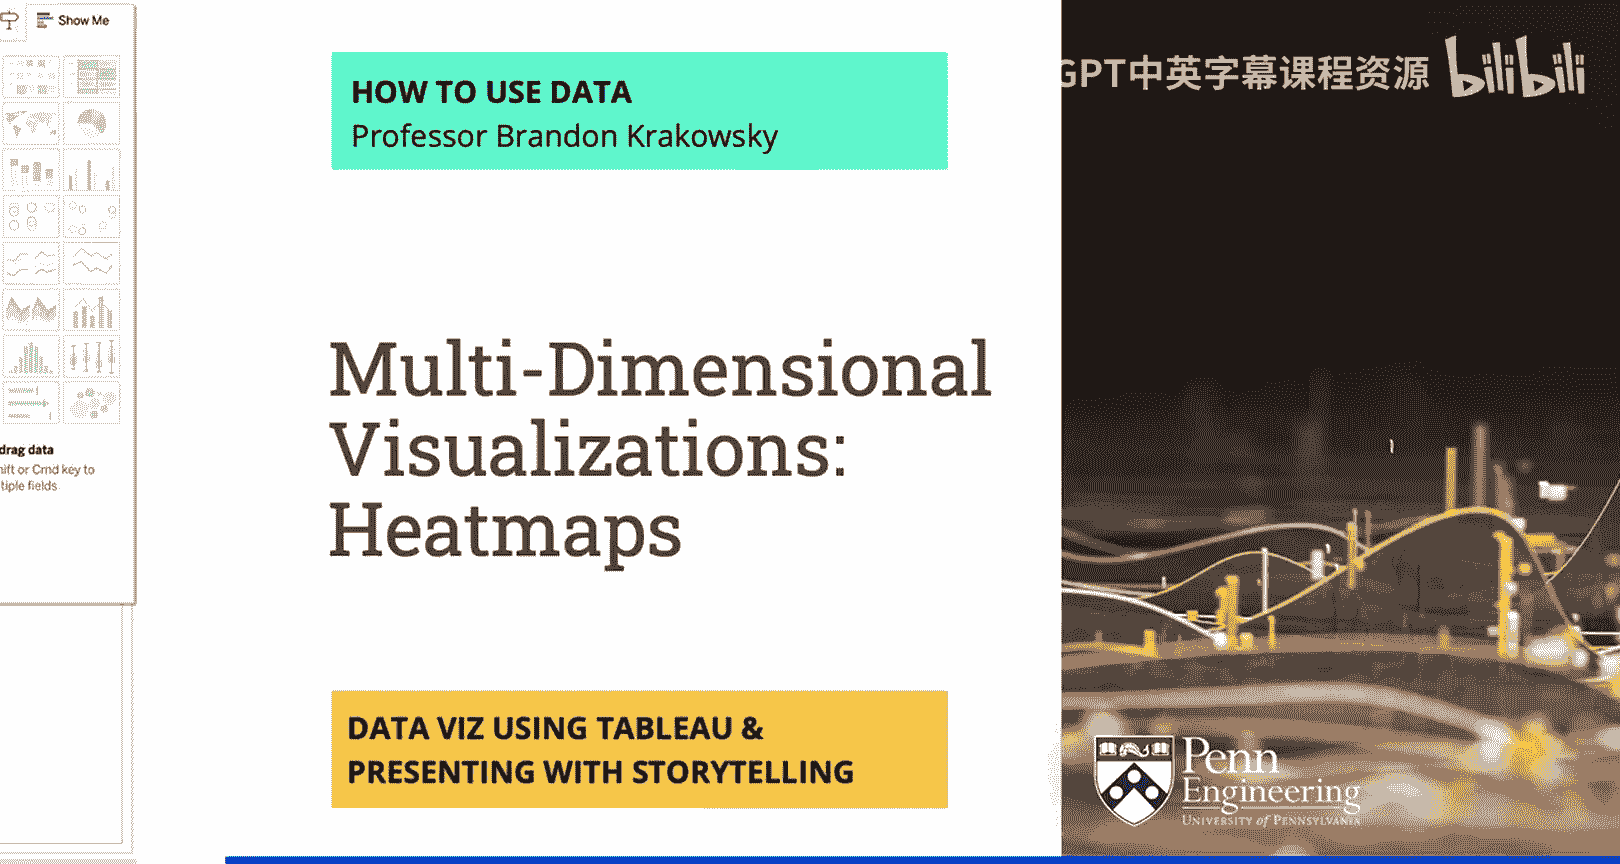 Show Me
drag data
hift or Cmd key to
tiple fields
HOW TO USE DATA
Professor Brandon Krakowsky
Multi-Dimensional
Visualizations:
Heatmaps
DATA VIZ USING TABLEAU &
PRESENTING WITH STORYTELLING
GPT中英字幕课程资源 bilibili
Penn
Engineering
UNIVERSITY of PENNSYLVANIA